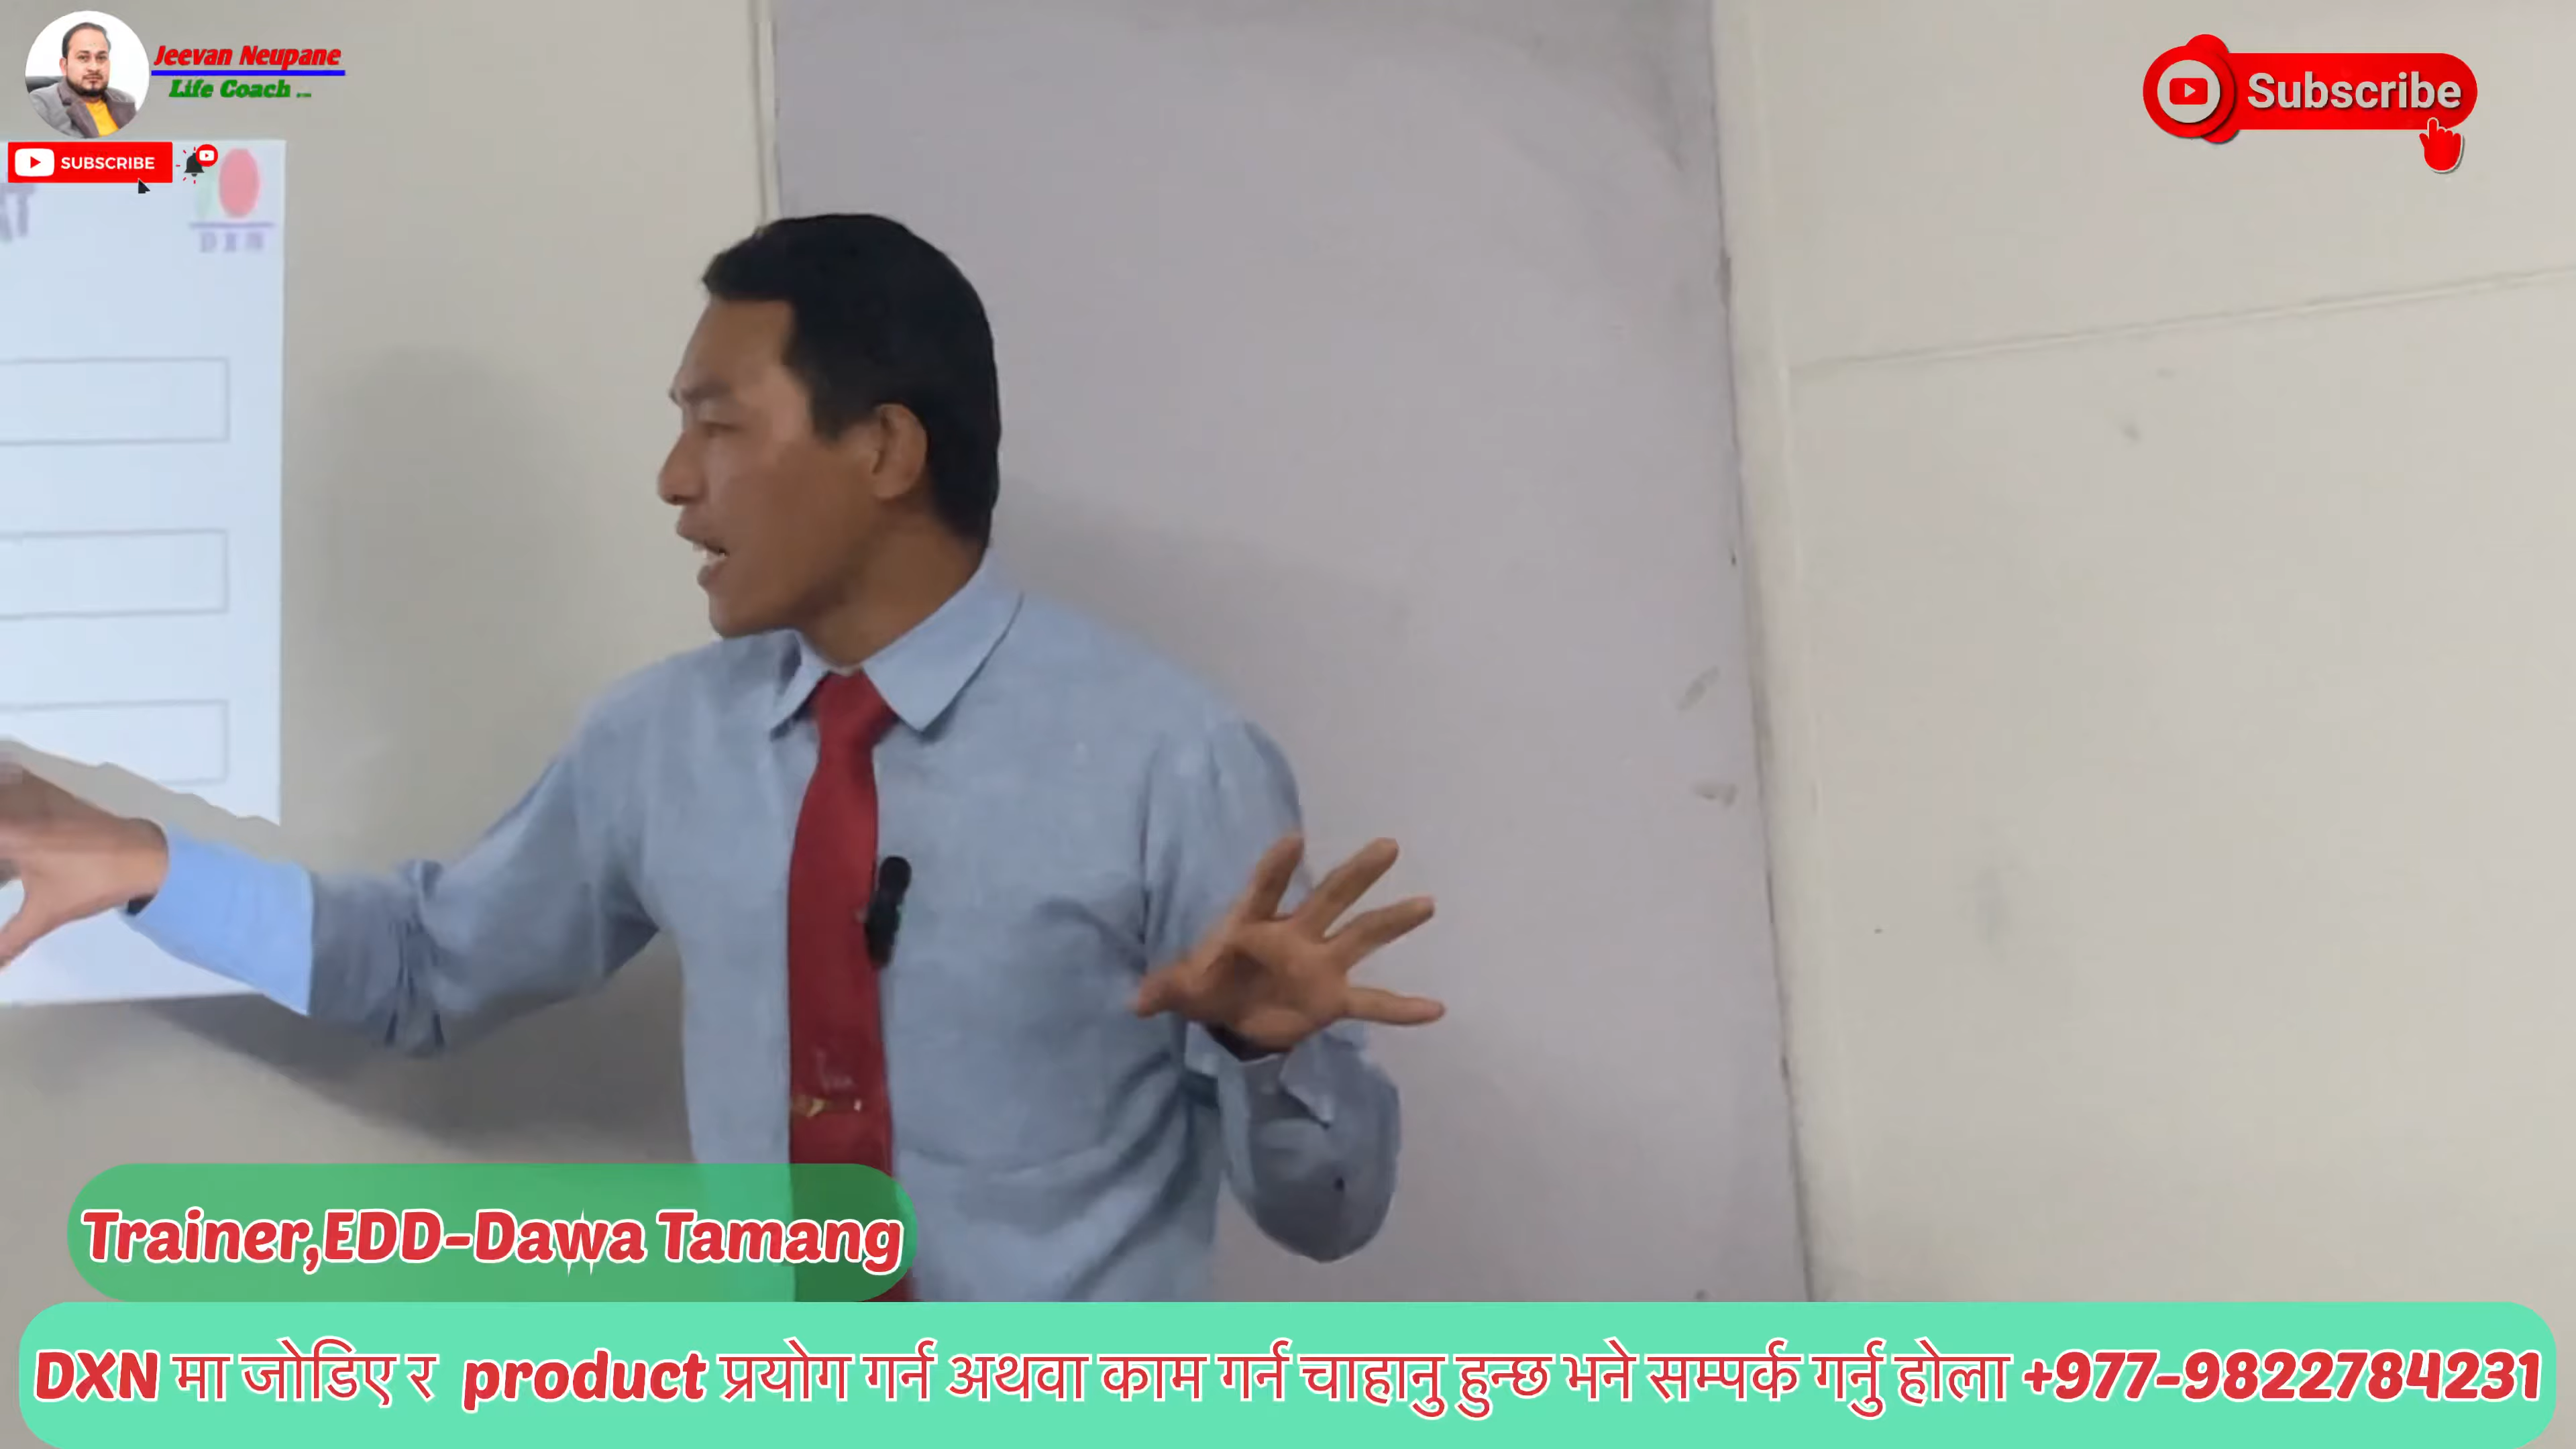 Jeevan Neupane
Life Coach ...
SUBSCRIBE
Subscribe
DXN
Trainer,EDD-Dawa Tamang
DXN मा जोडिए र product प्रयोग गर्न अथवा काम गर्न चाहानु हुन्छ भने सम्पर्क गर्नु होला +977-9822784231